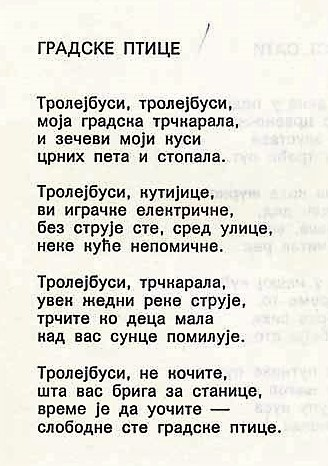 ГРАДСКЕ ПТИЦЕ
Тролејбуси, тролејбуси,
моја градска трчкарала,
и зечеви моји куси
црних пета и стопала.
Тролејбуси, кутијице,
ви играчке електричне,
без струје сте, сред улице,
неке куће непомичне.
Тролејбуси, трчкарала,
увек жедни реке струје,
трчите ко деца мала
над вас сунце помилује.
Тролејбуси, не кочите,
шта вас брига за станице,
време је да уочите —
слободне сте градске птице.